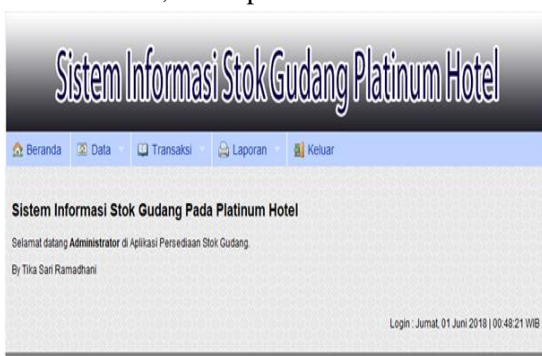 Sistem Informasi Stok Gudang Platinum Hotel
Beranda Data Transaksi Laporan Keluar
Sistem Informasi Stok Gudang Pada Platinum Hotel
Selamat datang Administrator di Aplikasi Persediaan Stok Gudang.
By Tika Sari Ramadhani
Login : Jumat, 01 Juni 2018 | 00:48:21 WIB